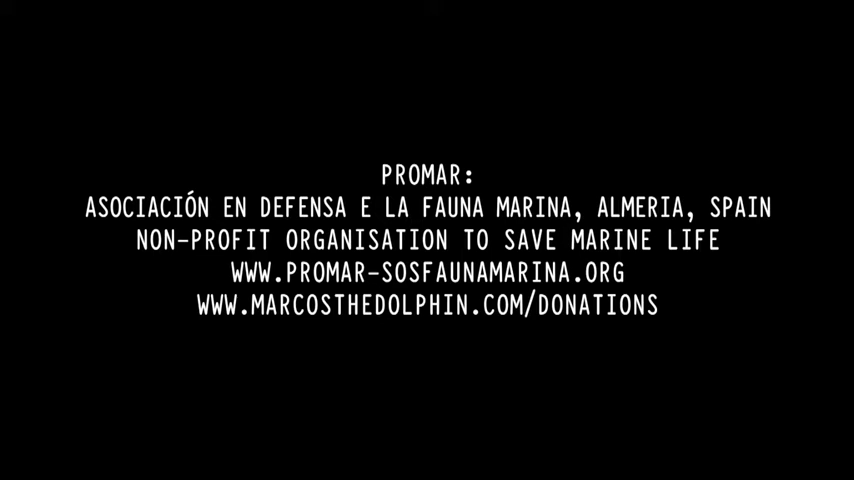 PROMAR:
ASOCIACIÓN EN DEFENSA E LA FAUNA MARINA, ALMERIA, SPAIN
NON-PROFIT ORGANISATION TO SAVE MARINE LIFE
WWW.PROMAR-SOSFAUNAMARINA.ORG
WWW.MARCOSTHEDOLPHIN.COM/DONATIONS